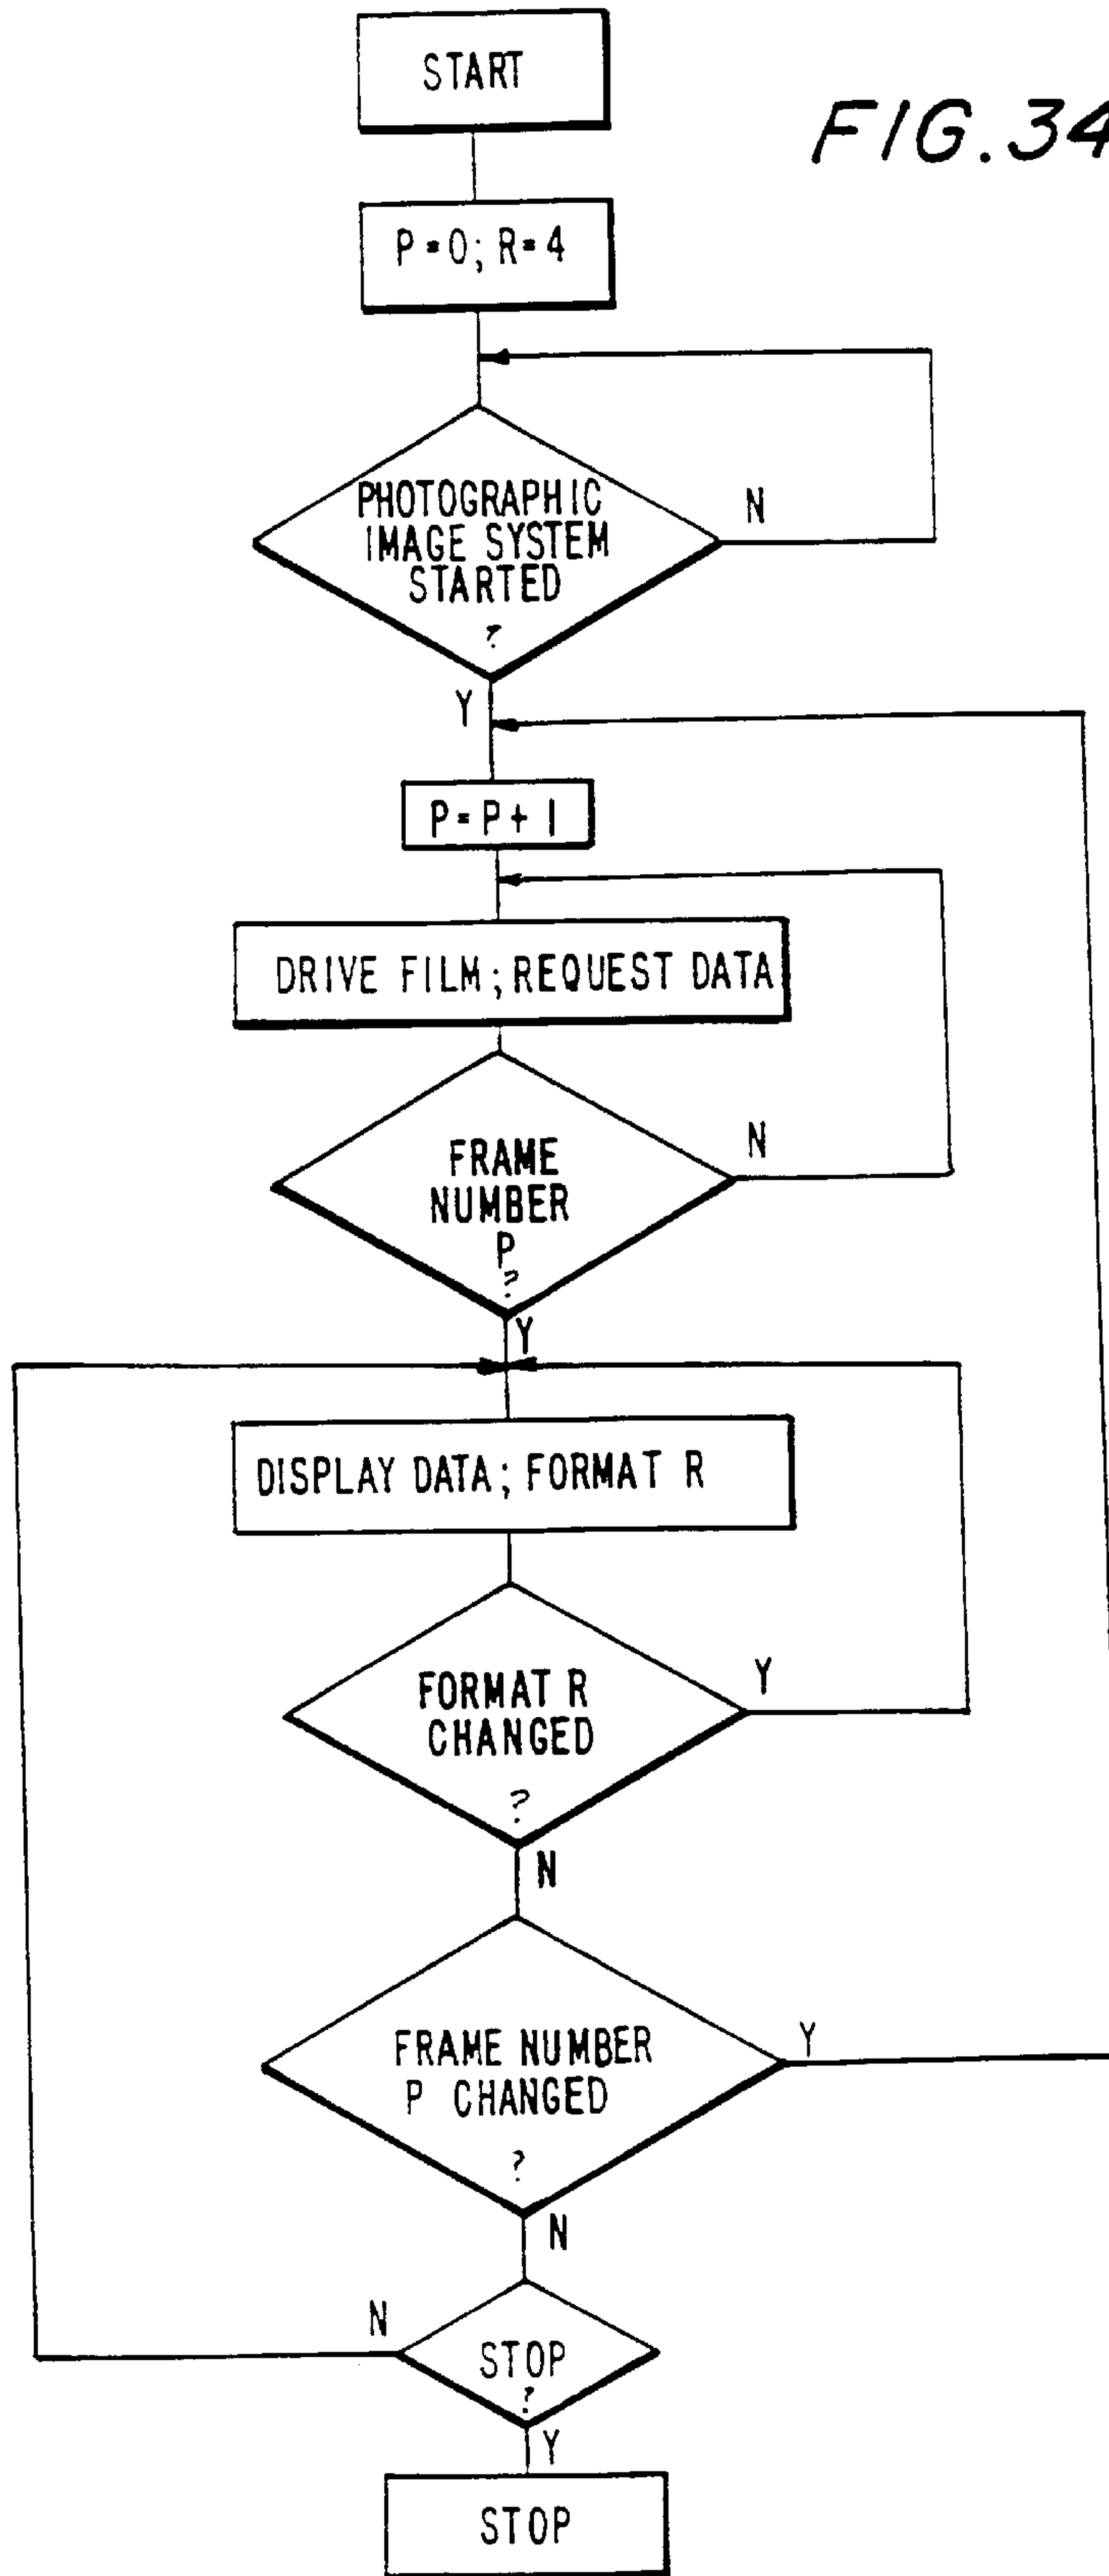 START
FIG.34
P=0; R=4
PHOTOGRAPHIC
IMAGE SYSTEM
STARTED
?
N
Y
P=P+1
DRIVE FILM; REQUEST DATA
FRAME
NUMBER
P
?
N
Y
DISPLAY DATA; FORMAT R
FORMAT R
CHANGED
?
Y
N
FRAME NUMBER
P CHANGED
?
Y
N
STOP
?
N
Y
STOP